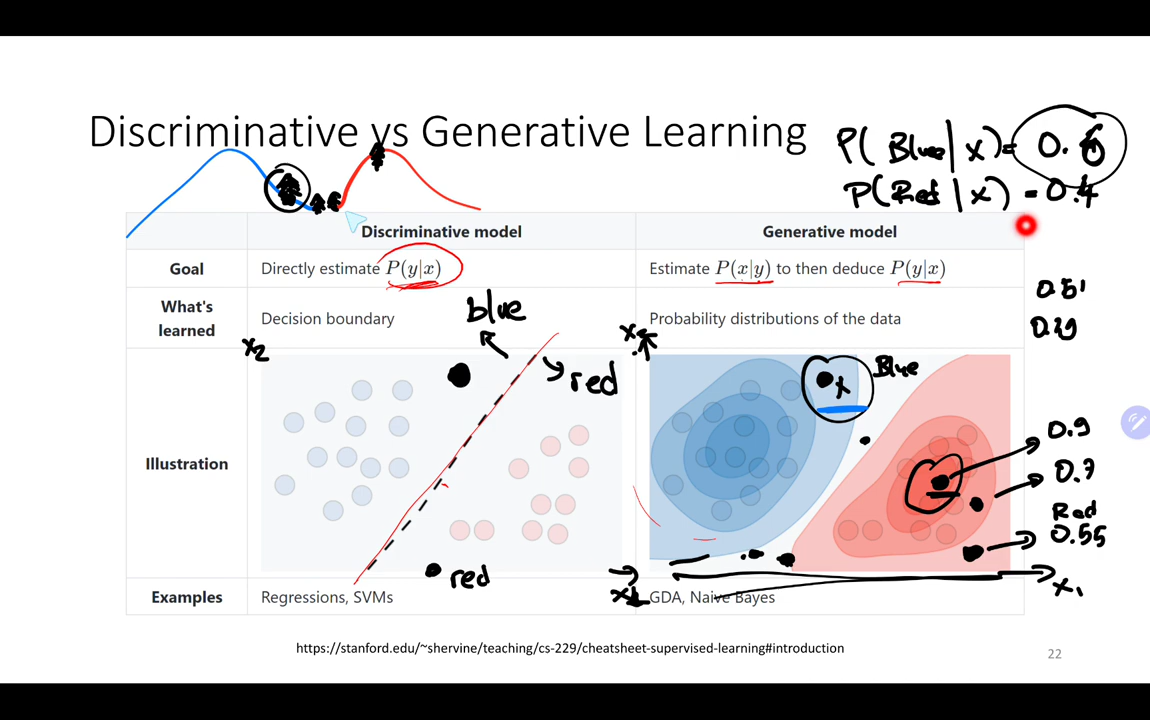 Discriminative vs Generative Learning
P( Blue | x) = 0.6
P( Red | x) = 0.4
Discriminative model
Generative model
Goal
Directly estimate P(y|x)
Estimate P(x|y) to then deduce P(y|x)
0.51
0.49
What's
learned
Decision boundary
blue
Probability distributions of the data
x2
red
x
Blue
Illustration
0.9
0.7
Red
0.55
red
x1
Examples
Regressions, SVMs
GDA, Naive Bayes
https://stanford.edu/~shervine/teaching/cs-229/cheatsheet-supervised-learning#introduction
22